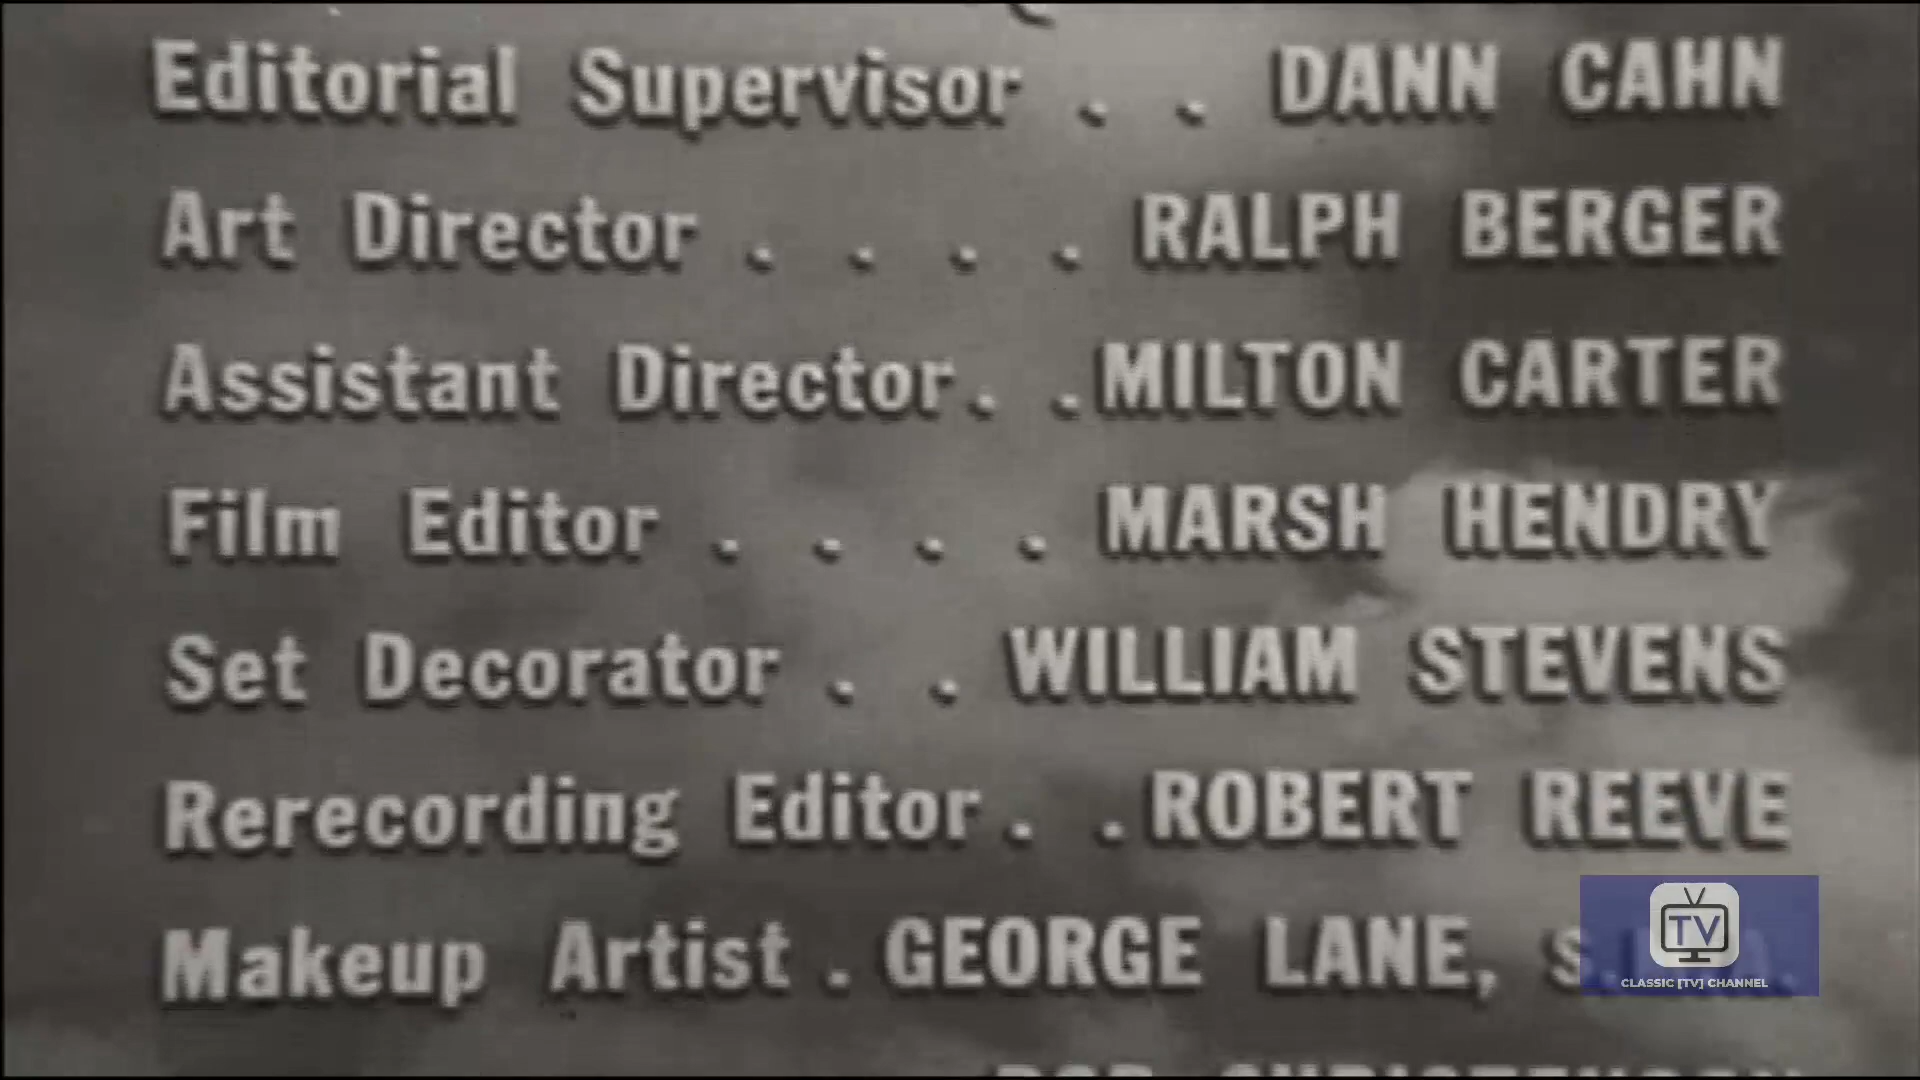 Editorial Supervisor . . DANN CAHN
Art Director . . . . RALPH BERGER
Assistant Director. . MILTON CARTER
Film Editor . . . . MARSH HENDRY
Set Decorator . . WILLIAM STEVENS
Rerecording Editor. . ROBERT REEVE
Makeup Artist . GEORGE LANE,
TV
CLASSIC [TV] CHANNEL